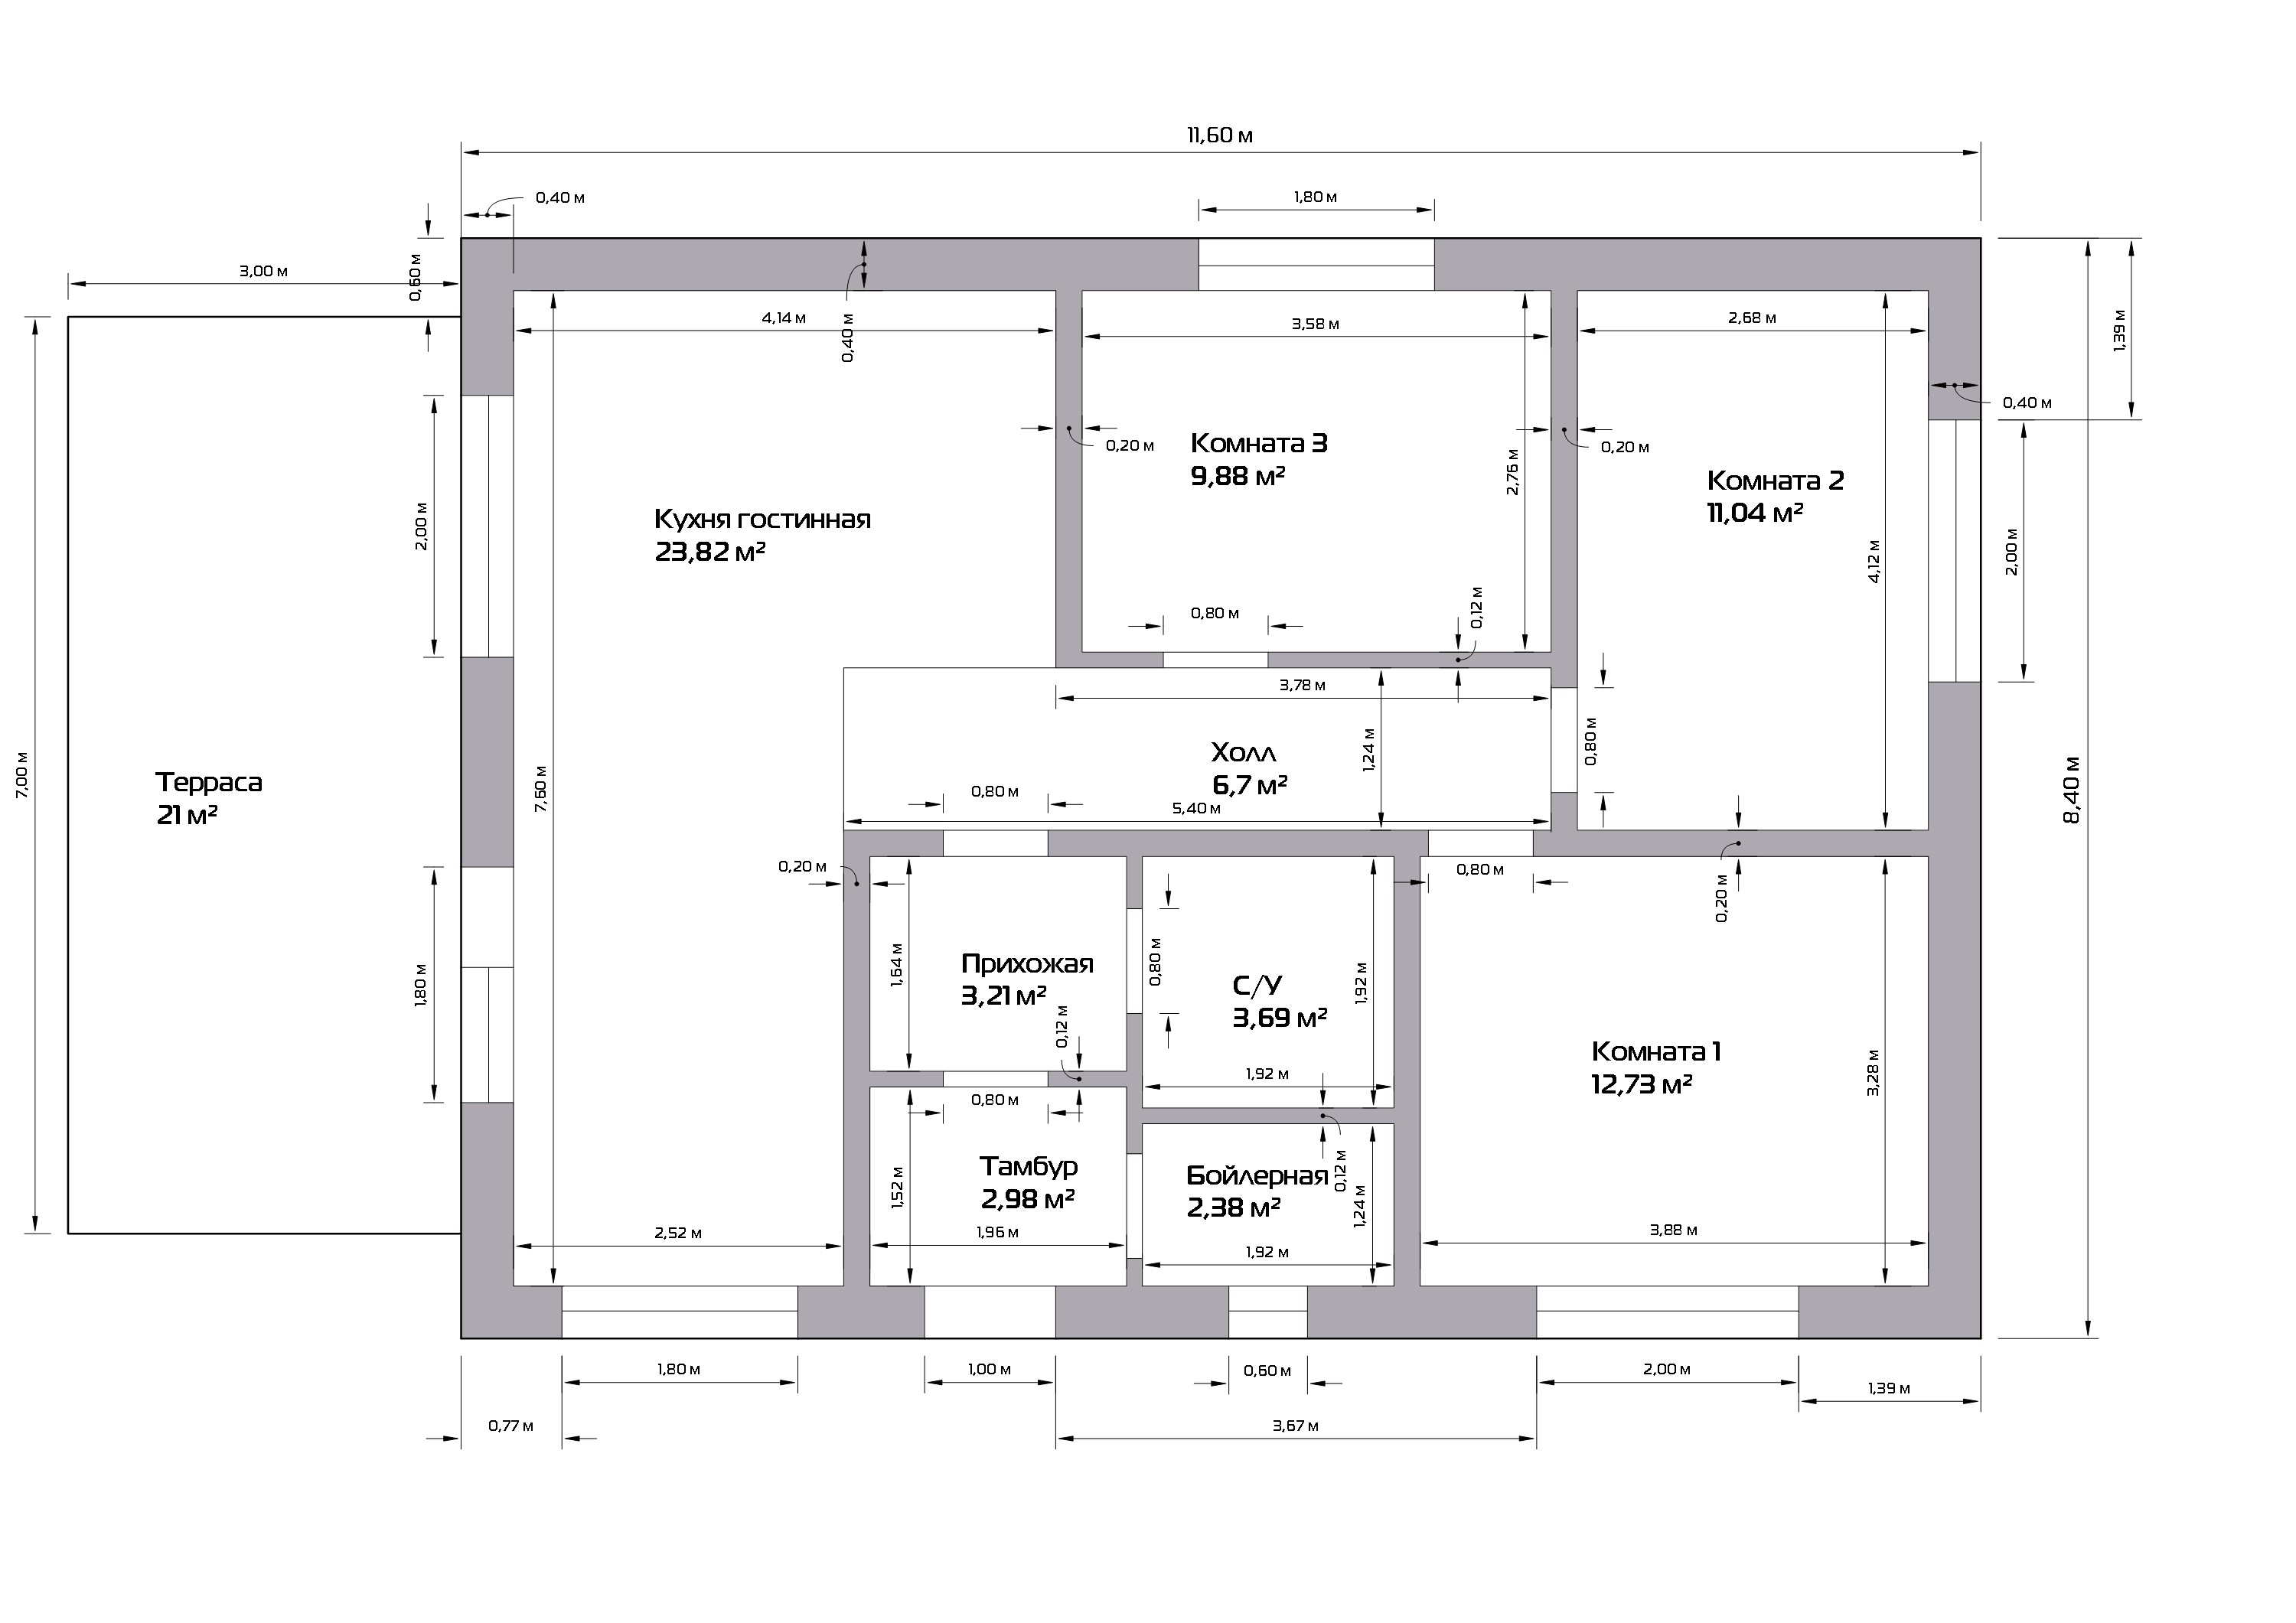 11,60 м
0,40 м
1,80 м
3,00 м
0,60 м
4,14 м
0,40 м
3,58 м
2,68 м
1,39 м
0,40 м
0,20 м
0,20 м
Комната 3
9,88 м²
2,76 м
Комната 2
11,04 м²
Кухня гостинная
23,82 м²
2,00 м
4,12 м
2,00 м
0,80 м
0,12 м
3,78 м
Холл
6,7 м²
1,24 м
0,80 м
7,00 м
Терраса
21 м²
7,60 м
0,80 м
5,40 м
8,40 м
0,20 м
0,80 м
0,20 м
1,80 м
1,64 м
Прихожая
3,21 м²
0,12 м
0,80 м
С/У
3,69 м²
1,92 м
1,92 м
Комната 1
12,73 м²
3,28 м
0,80 м
Тамбур
2,98 м²
1,52 м
1,96 м
Бойлерная
2,38 м²
0,12 м
1,24 м
1,92 м
2,52 м
3,88 м
1,80 м
1,00 м
0,60 м
2,00 м
1,39 м
0,77 м
3,67 м